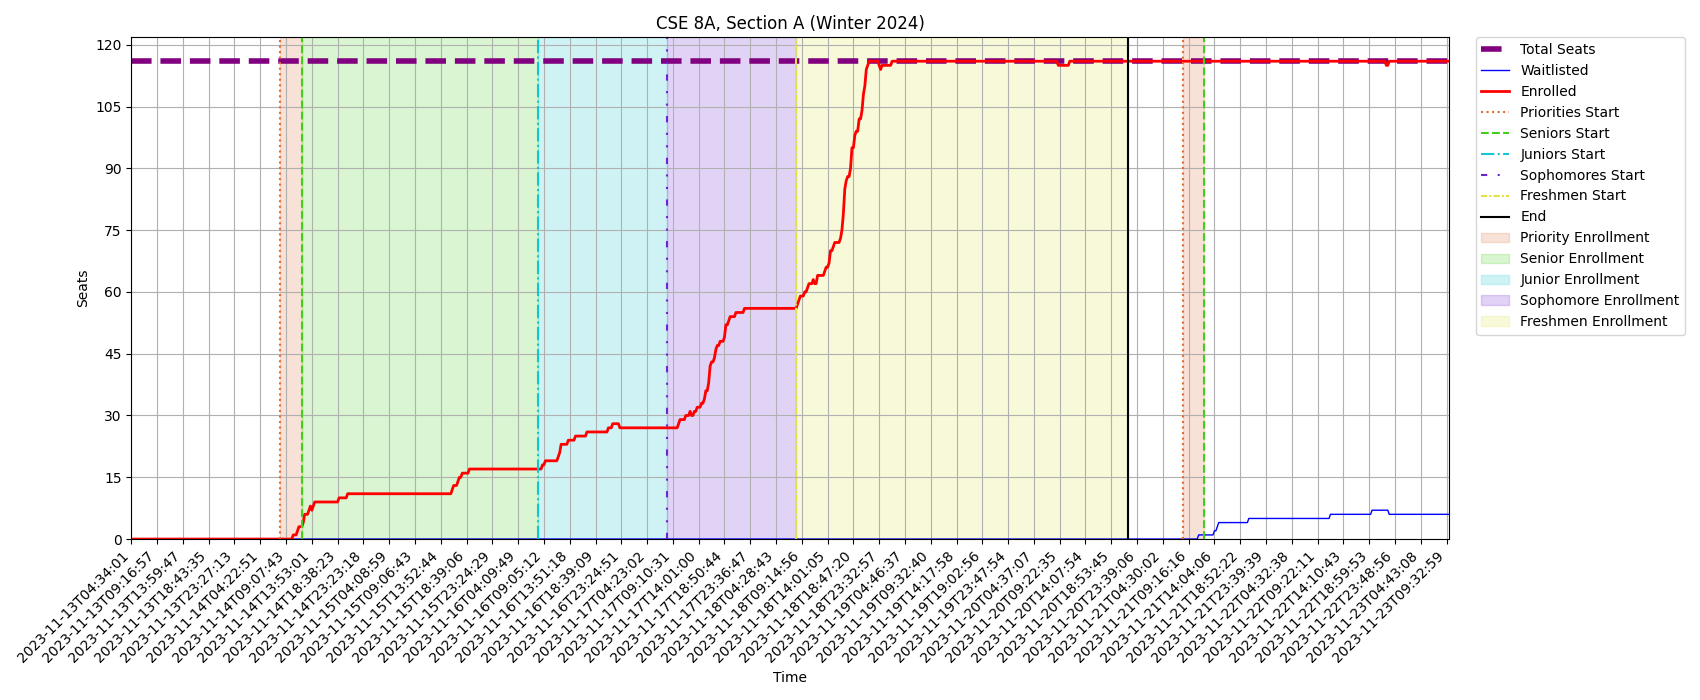 CSE 8A, Section A (Winter 2024)
120
105
90
75
60
45
30
15
0
Seats
2023-11-13T04:34:01
2023-11-13T09:16:57
2023-11-13T13:59:47
2023-11-13T18:43:35
2023-11-13T23:27:13
2023-11-14T04:22:51
2023-11-14T09:07:43
2023-11-14T13:53:01
2023-11-14T18:38:23
2023-11-14T23:23:18
2023-11-15T04:08:59
2023-11-15T09:06:43
2023-11-15T13:52:44
2023-11-15T18:39:06
2023-11-15T23:24:29
2023-11-16T04:09:49
2023-11-16T09:05:12
2023-11-16T13:51:18
2023-11-16T18:39:09
2023-11-16T23:24:51
2023-11-17T04:23:02
2023-11-17T09:10:31
2023-11-17T14:01:00
2023-11-17T18:50:44
2023-11-17T23:36:47
2023-11-18T04:28:43
2023-11-18T09:14:56
2023-11-18T14:01:05
2023-11-18T18:47:20
2023-11-18T23:32:57
2023-11-19T04:46:37
2023-11-19T09:32:40
2023-11-19T14:17:58
2023-11-19T19:02:56
2023-11-19T23:47:54
2023-11-20T04:37:07
2023-11-20T09:22:35
2023-11-20T14:07:54
2023-11-20T18:53:45
2023-11-20T23:39:06
2023-11-21T04:30:02
2023-11-21T09:16:16
2023-11-21T14:04:06
2023-11-21T18:52:22
2023-11-21T23:39:39
2023-11-22T04:32:38
2023-11-22T09:22:11
2023-11-22T14:10:43
2023-11-22T18:59:53
2023-11-22T23:48:56
2023-11-23T04:43:08
2023-11-23T09:32:59
Time
Total Seats
Waitlisted
Enrolled
Priorities Start
Seniors Start
Juniors Start
Sophomores Start
Freshmen Start
End
Priority Enrollment
Senior Enrollment
Junior Enrollment
Sophomore Enrollment
Freshmen Enrollment